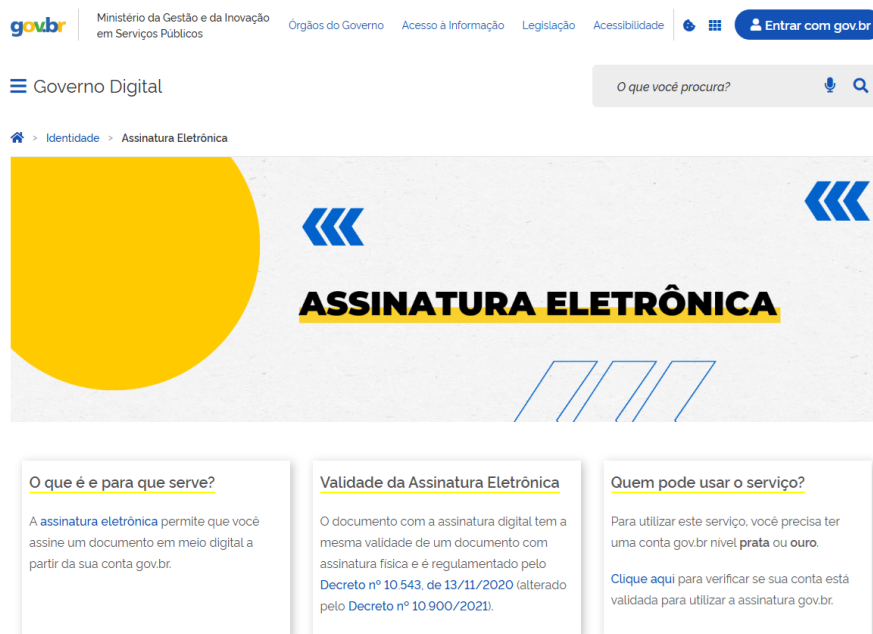 gov.br
Ministério da Gestão e da Inovação
em Serviços Públicos
Órgãos do Governo
Acesso à Informação
Legislação
Acessibilidade
Entrar com gov.br
Governo Digital
O que você procura?
> Identidade > Assinatura Eletrônica
ASSINATURA ELETRÔNICA
O que é e para que serve?
A assinatura eletrônica permite que você
assine um documento em meio digital a
partir da sua conta gov.br.
Validade da Assinatura Eletrônica
O documento com a assinatura digital tem a
mesma validade de um documento com
assinatura física e é regulamentado pelo
Decreto nº 10.543, de 13/11/2020 (alterado
pelo Decreto nº 10.900/2021).
Quem pode usar o serviço?
Para utilizar este serviço, você precisa ter
uma conta gov.br nível prata ou ouro.
Clique aqui para verificar se sua conta está
validada para utilizar a assinatura gov.br.